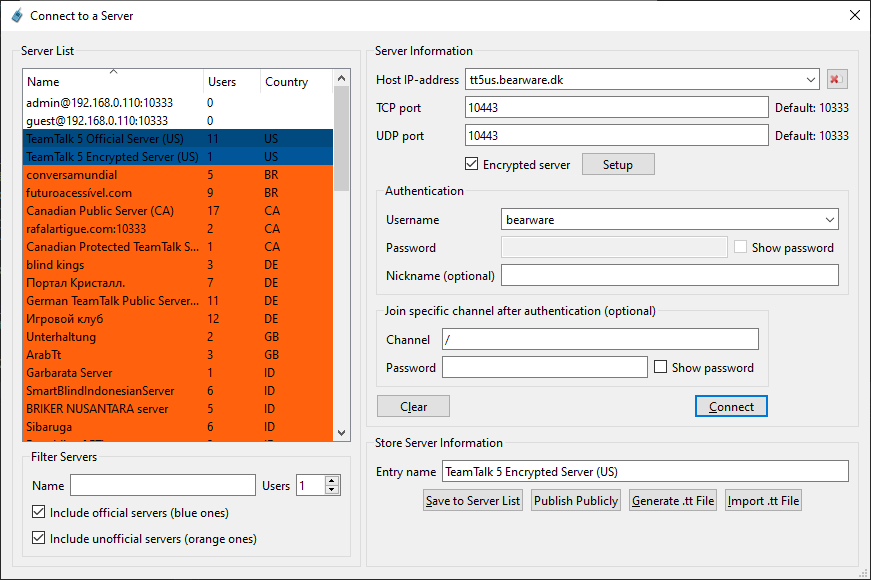 Connect to a Server
Server List
Name Users Country
admin@192.168.0.110:10333 0
guest@192.168.0.110:10333 0
TeamTalk 5 Official Server (US) 11 US
TeamTalk 5 Encrypted Server (US) 1 US
conversamundial 5 BR
futuroacessível.com 9 BR
Canadian Public Server (CA) 17 CA
rafalartigue.com:10333 2 CA
Canadian Protected TeamTalk S... 1 CA
blind kings 3 DE
Портал Кристалл. 7 DE
German TeamTalk Public Server... 11 DE
Игровой клуб 12 DE
Unterhaltung 2 GB
ArabTt 3 GB
Garbarata Server 1 ID
SmartBlindIndonesianServer 6 ID
BRIKER NUSANTARA server 5 ID
Sibaruga 6 ID
Filter Servers
Name Users 1
Include official servers (blue ones)
Include unofficial servers (orange ones)
Server Information
Host IP-address tt5us.bearware.dk
TCP port 10443 Default: 10333
UDP port 10443 Default: 10333
Encrypted server Setup
Authentication
Username bearware
Password Show password
Nickname (optional)
Join specific channel after authentication (optional)
Channel /
Password Show password
Clear Connect
Store Server Information
Entry name TeamTalk 5 Encrypted Server (US)
Save to Server List Publish Publicly Generate .tt File Import .tt File